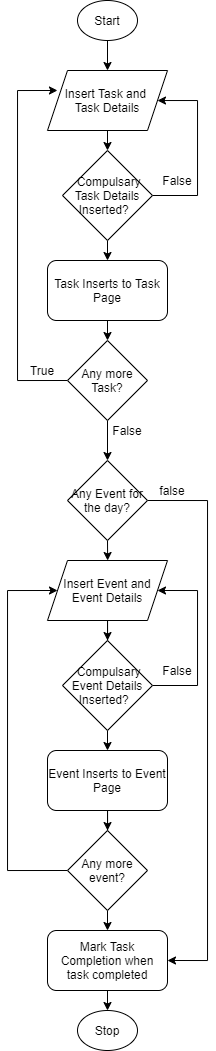 Start
Insert Task and
Task Details
Compulsary
Task Details
Inserted?
False
Task Inserts to Task
Page
Any more
Task?
True
False
Any Event for
the day?
false
Insert Event and
Event Details
Compulsary
Event Details
Inserted?
False
Event Inserts to Event
Page
Any more
event?
Mark Task
Completion when
task completed
Stop